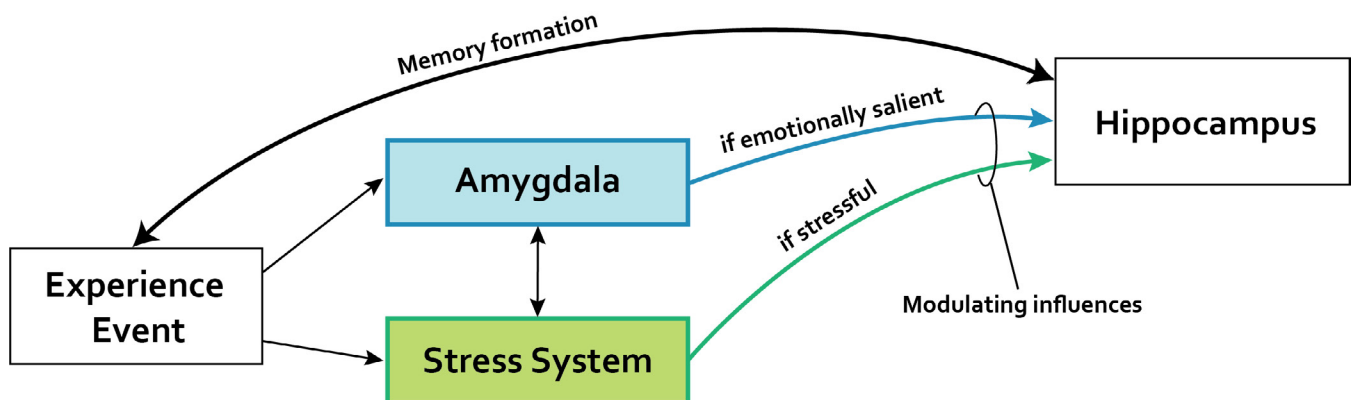 Memory formation
if emotionally salient
Hippocampus
Amygdala
if stressful
Experience
Event
Modulating influences
Stress System